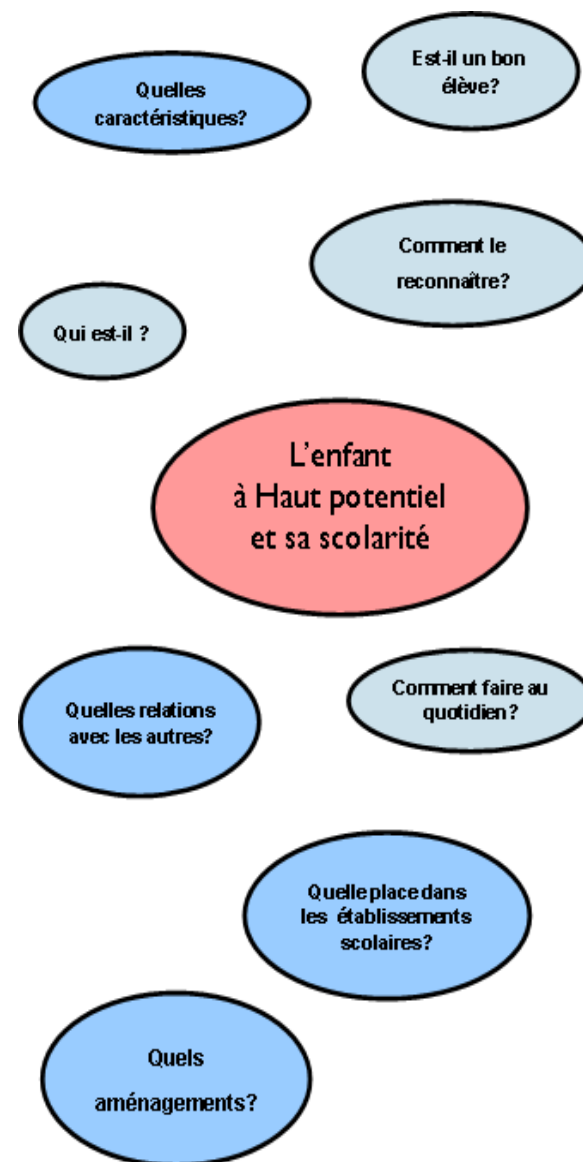 Est-il un bon
élève?
Quelles
caractéristiques?
Comment le
reconnaître?
Qui est-il ?
L'enfant
à Haut potentiel
et sa scolarité
Quelles relations
avec les autres?
Comment faire au
quotidien?
Quelle place dans
les établissements
scolaires?
Quels
aménagements?